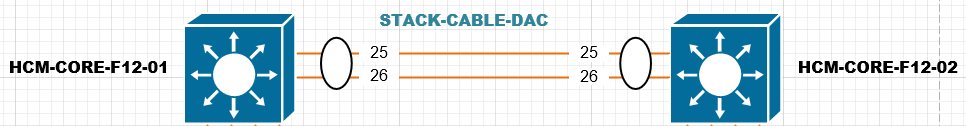 STACK-CABLE-DAC
25 25
HCM-CORE-F12-01 HCM-CORE-F12-02
26 26